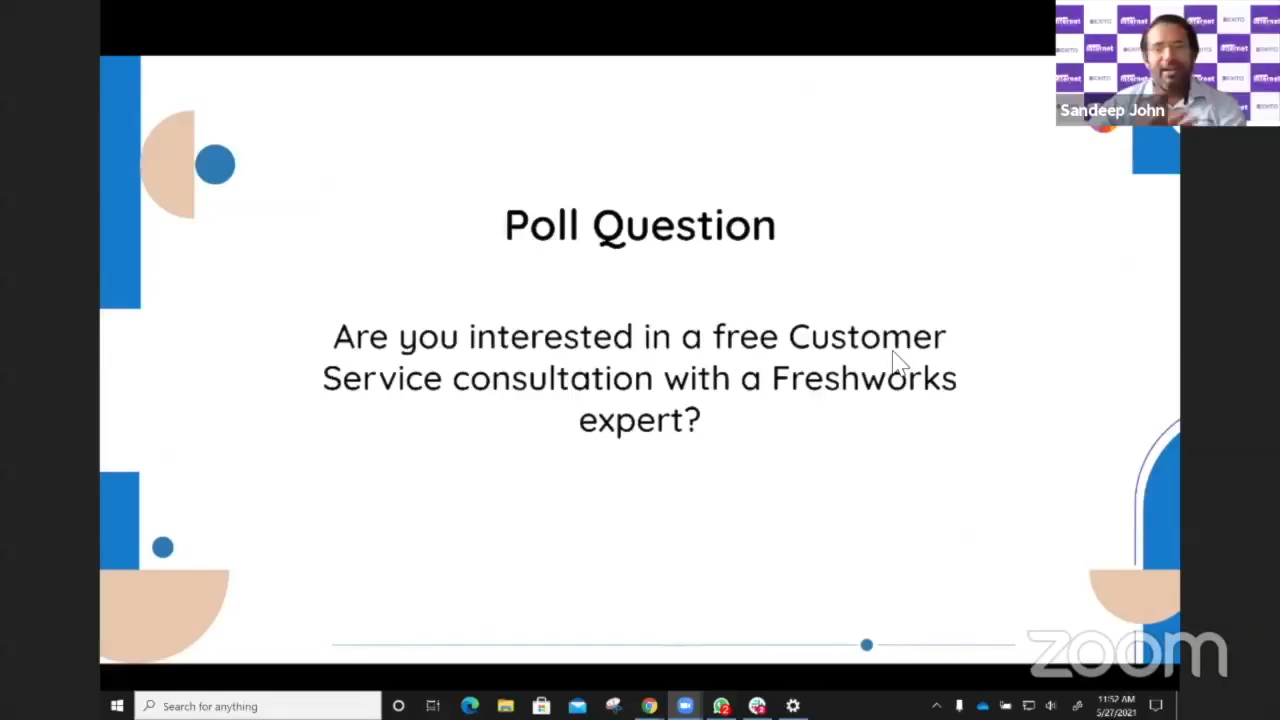 Sandeep John
Poll Question
Are you interested in a free Customer
Service consultation with a Freshworks
expert?
zoom
Search for anything
11:52 AM
5/27/2021